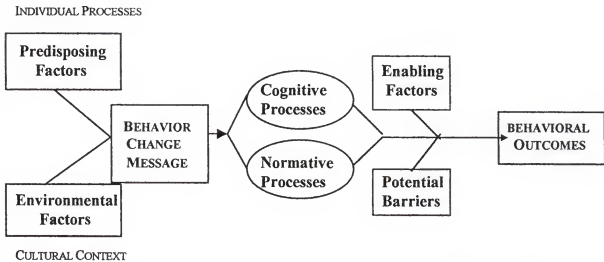 INDIVIDUAL PROCESSES
Predisposing
Factors
Environmental
Factors
CULTURAL CONTEXT
BEHAVIOR
CHANGE
MESSAGE
Cognitive
Processes
Normative
Processes
Enabling
Factors
Potential
Barriers
BEHAVIORAL
OUTCOMES